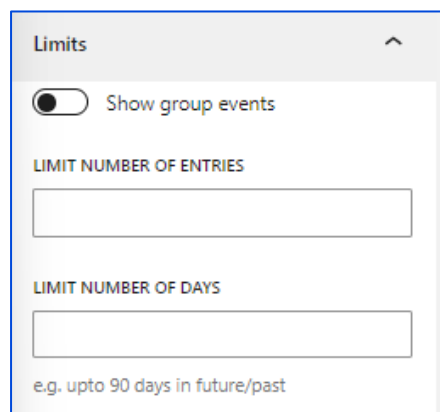 Limits
Show group events
LIMIT NUMBER OF ENTRIES
LIMIT NUMBER OF DAYS
e.g. upto 90 days in future/past